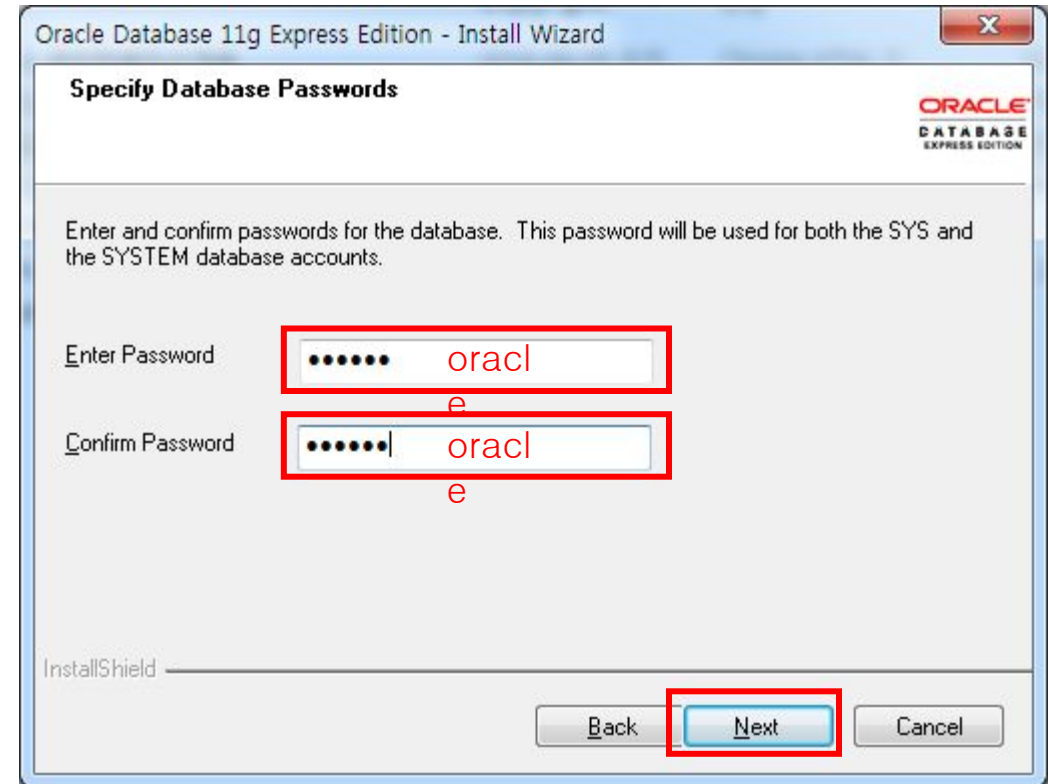 Oracle Database 11g Express Edition - Install Wizard
Specify Database Passwords
ORACLE
DATABASE
EXPRESS EDITION
Enter and confirm passwords for the database. This password will be used for both the SYS and
the SYSTEM database accounts.
Enter Password •••••• oracl
e
Confirm Password •••••• oracl
e
InstallShield
Back Next Cancel